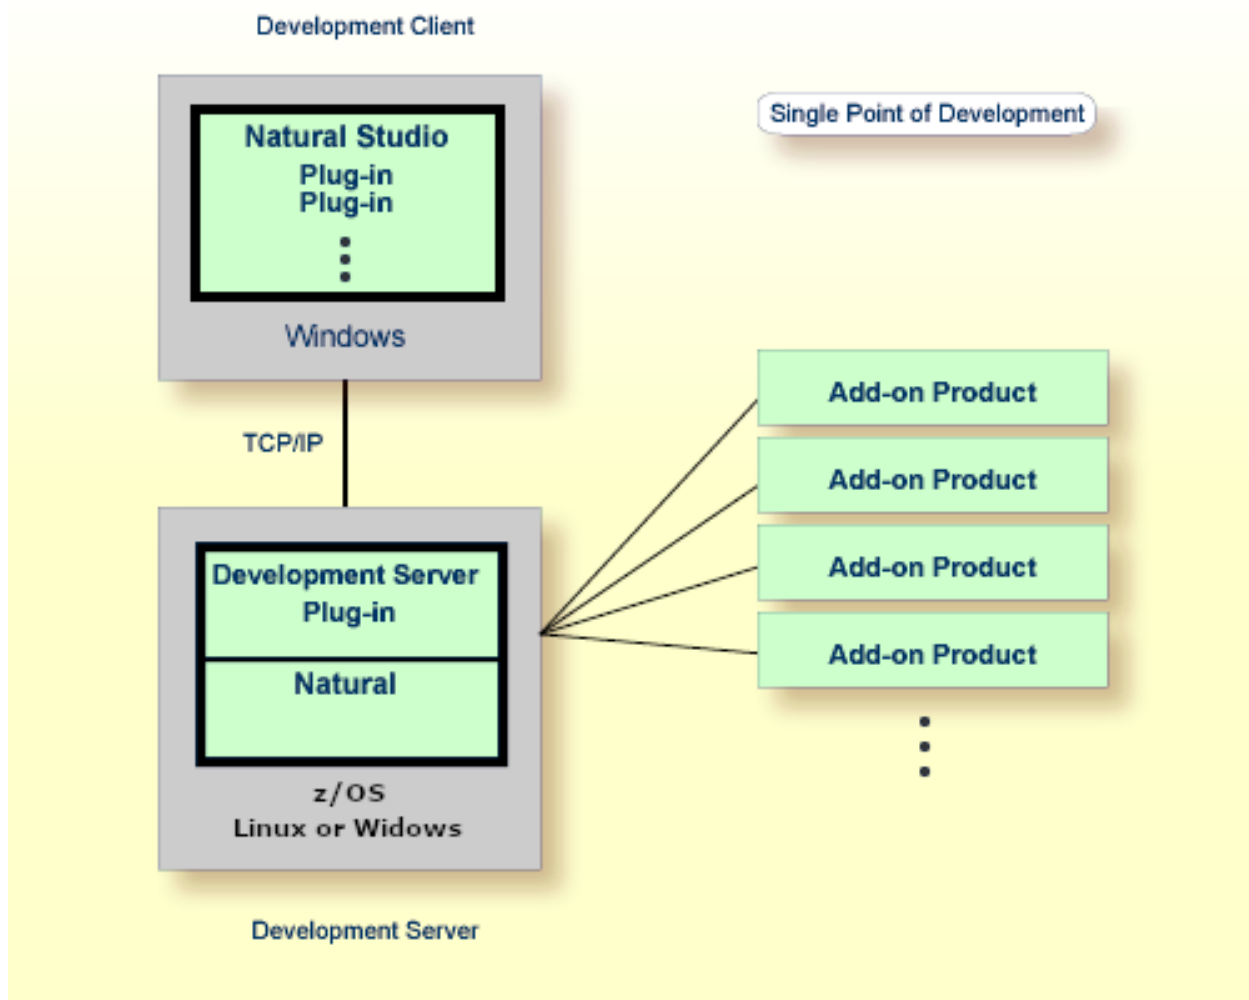 Development Client
Single Point of Development
Natural Studio
Plug-in
Plug-in
Windows
TCP/IP
Add-on Product
Add-on Product
Add-on Product
Add-on Product
Development Server
Plug-in
Natural
z/OS
Linux or Widows
Development Server